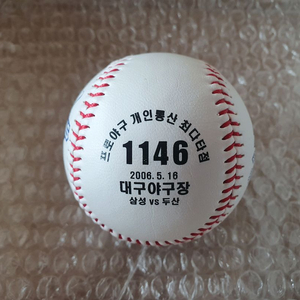 프로야구 개인통산 최다타점
1146
2006. 5. 16
대구야구장
삼성 vs 두산